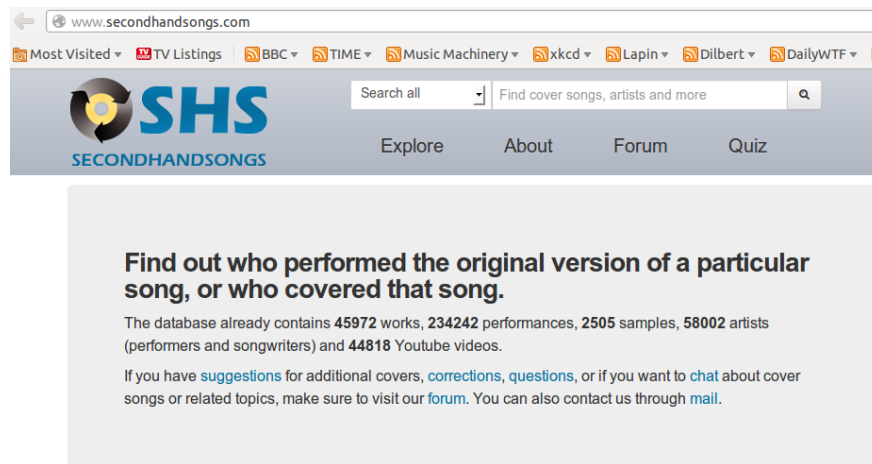 www.secondhandsongs.com
Most Visited TV Listings BBC TIME Music Machinery xkcd Lapin Dilbert DailyWTF
SHS
SECONDHANDSONGS
Search all Find cover songs, artists and more
Explore About Forum Quiz
Find out who performed the original version of a particular
song, or who covered that song.
The database already contains 45972 works, 234242 performances, 2505 samples, 58002 artists
(performers and songwriters) and 44818 Youtube videos.
If you have suggestions for additional covers, corrections, questions, or if you want to chat about cover
songs or related topics, make sure to visit our forum. You can also contact us through mail.